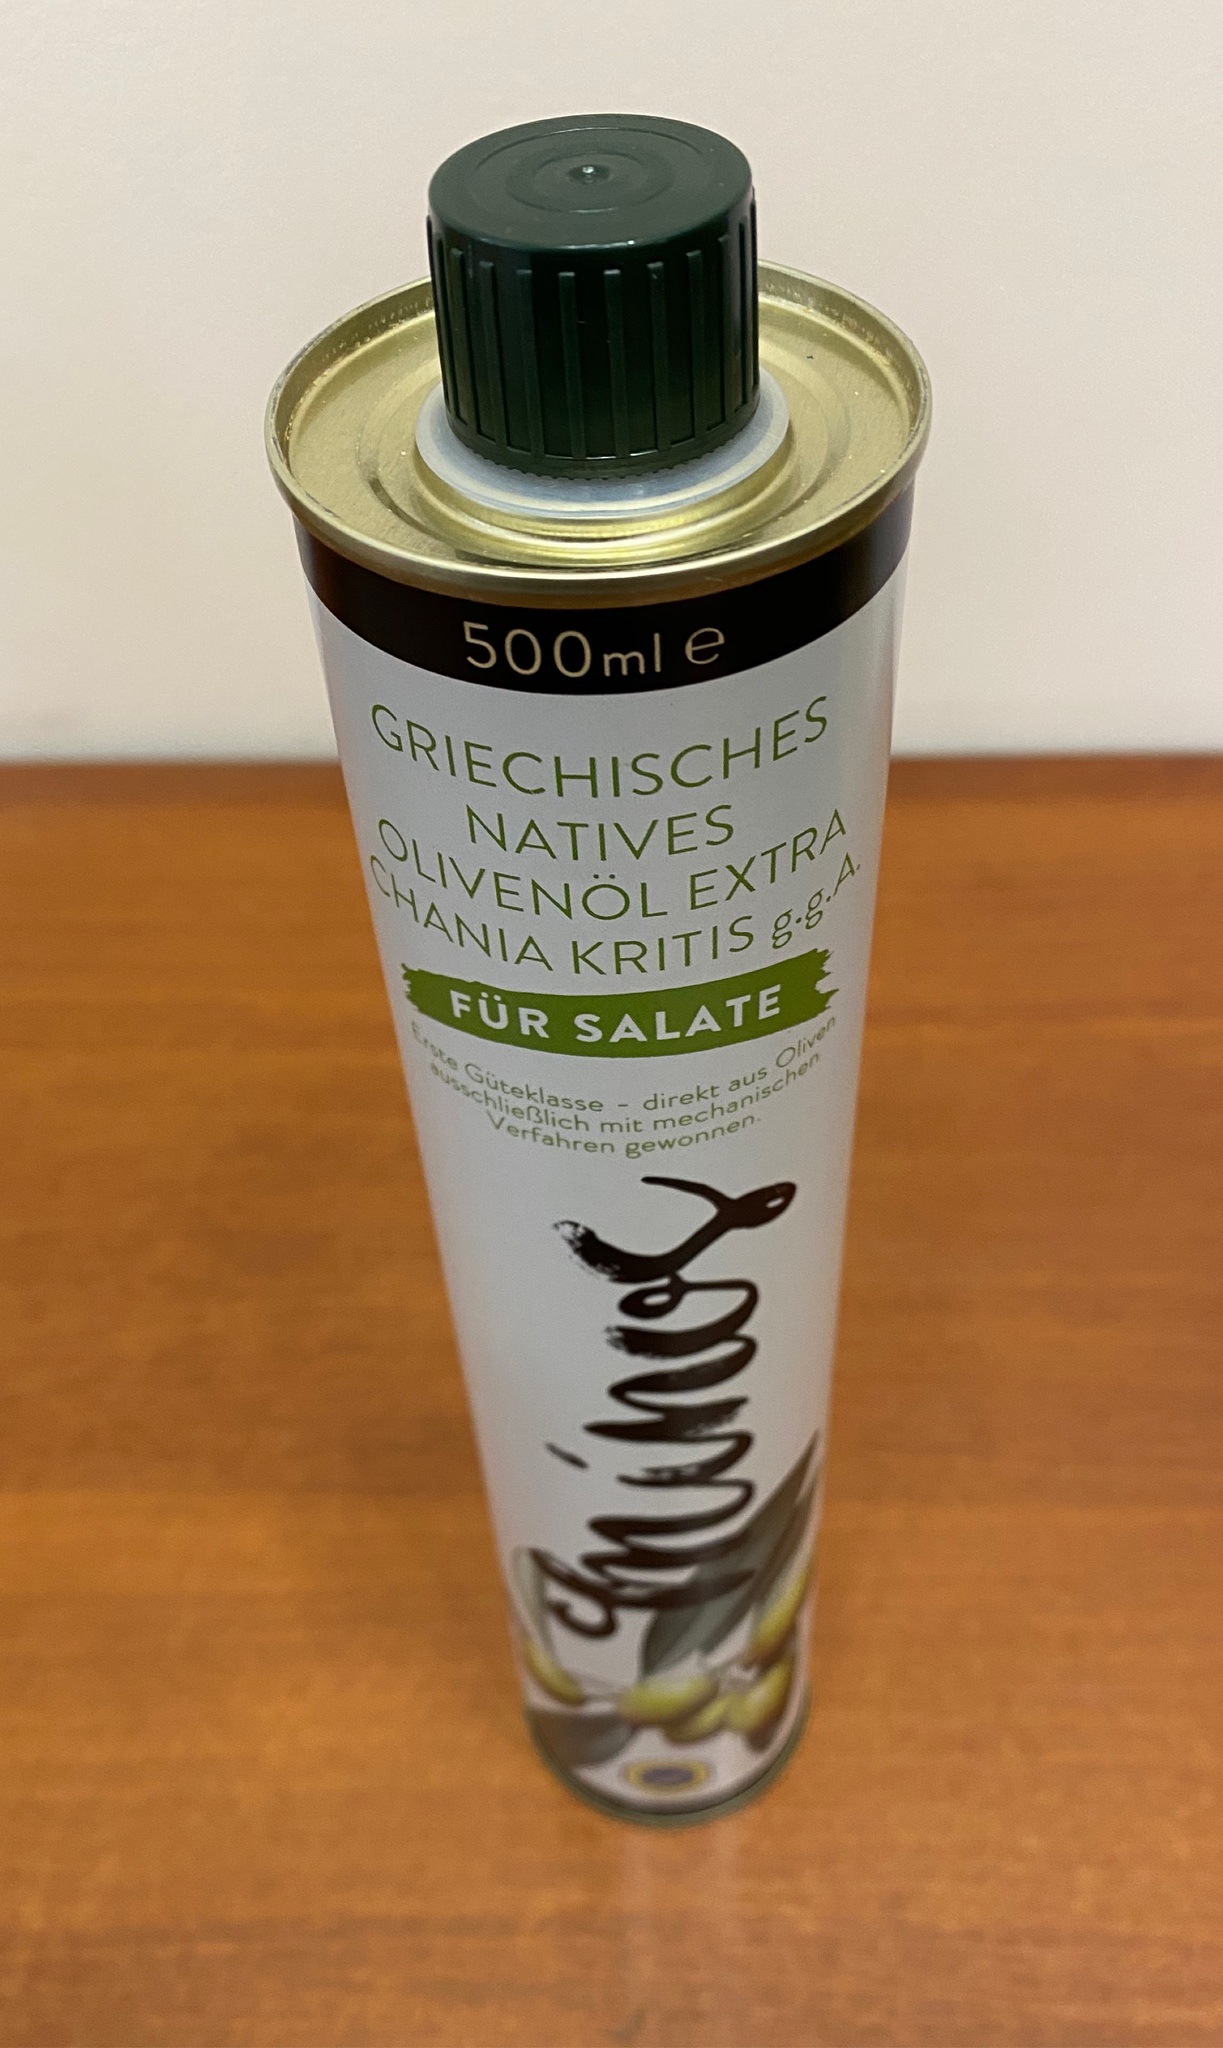 500ml ℮
GRIECHISCHES
NATIVES
OLIVENÖL EXTRA
CHANIA KRITIS g.g.A.
FÜR SALATE
Erste Güteklasse – direkt aus Oliven
ausschließlich mit mechanischen
Verfahren gewonnen.
mínos